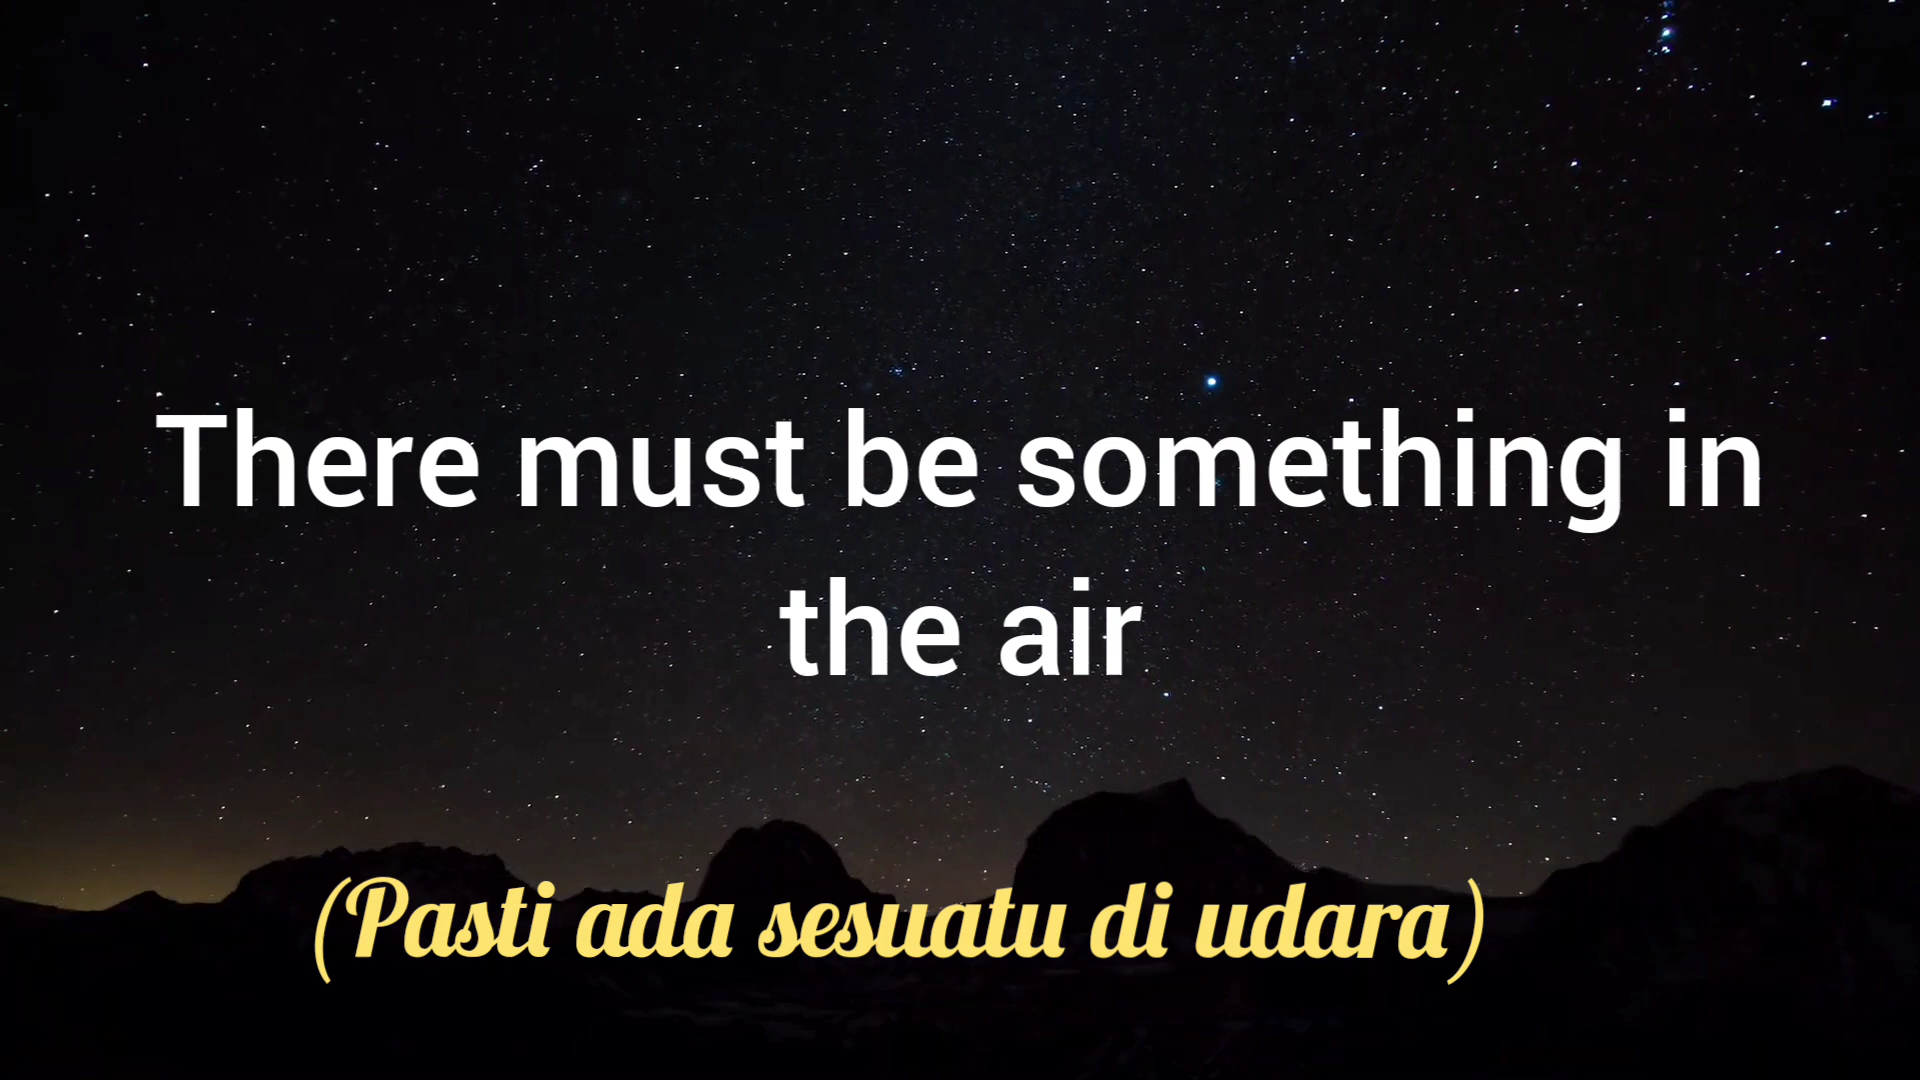 There must be something in
the air
(Pasti ada sesuatu di udara)